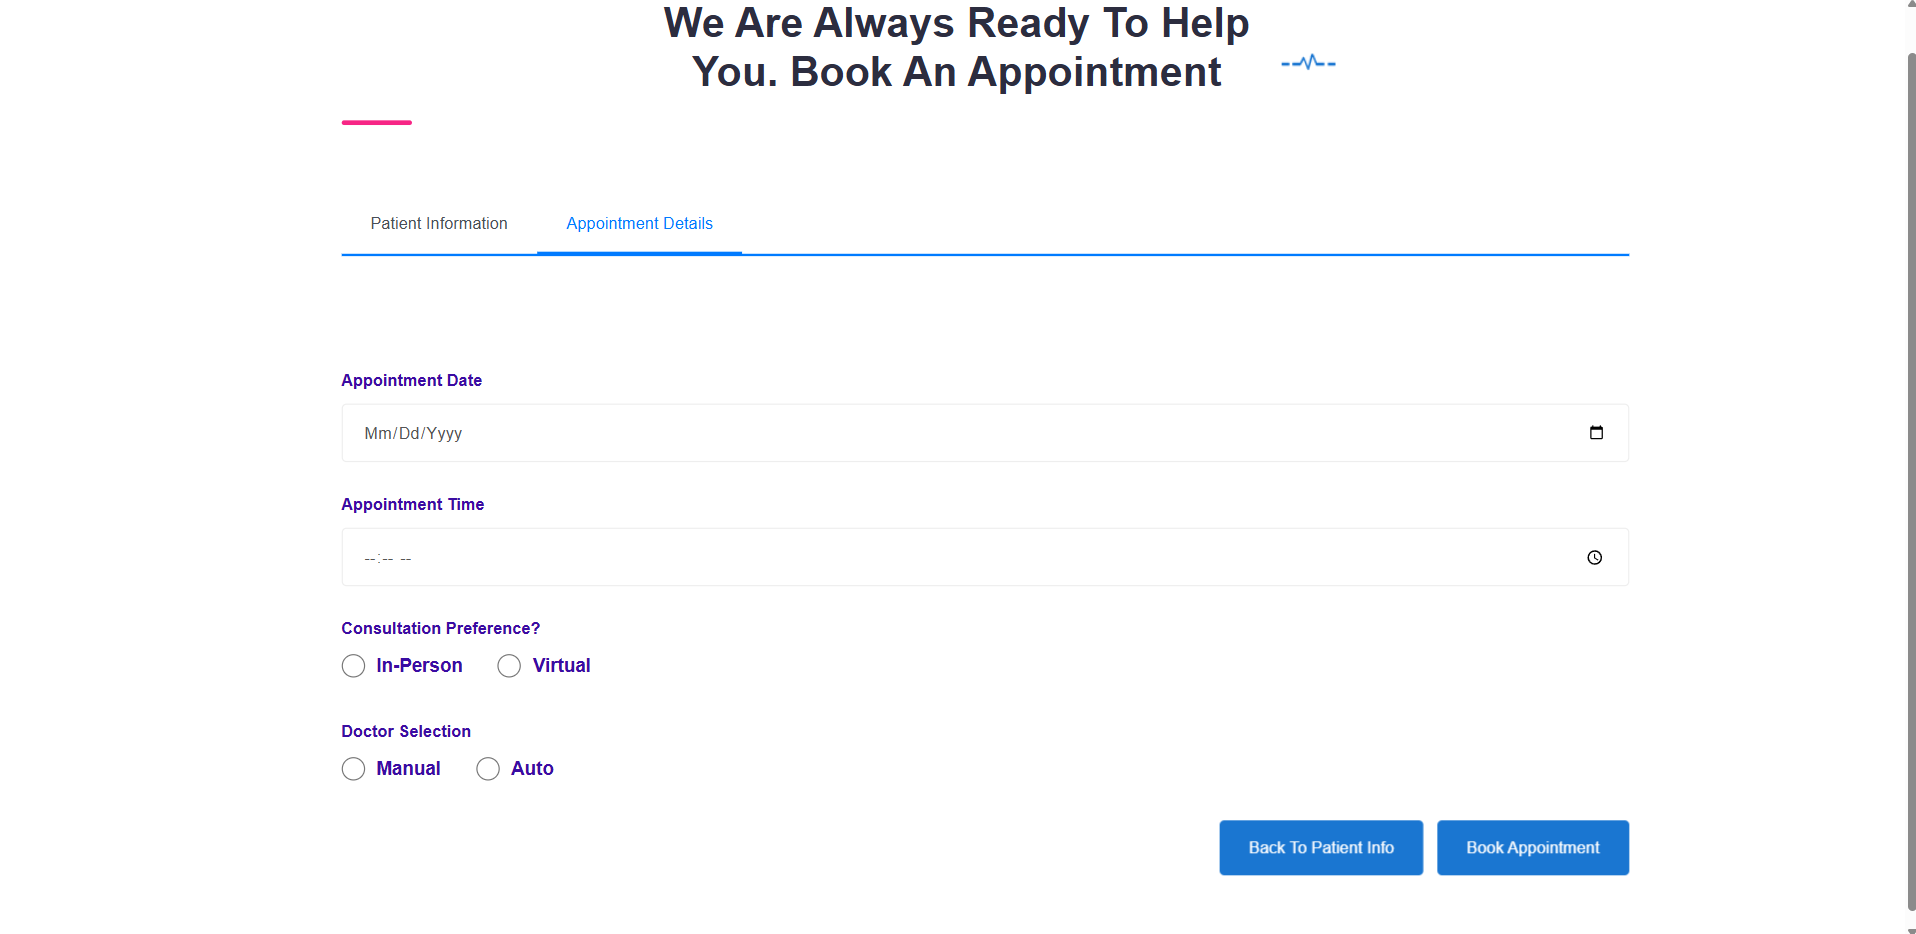 We Are Always Ready To Help
You. Book An Appointment
Patient Information
Appointment Details
Appointment Date
Mm/Dd/Yyyy
Appointment Time
--:-- --
Consultation Preference?
In-Person
Virtual
Doctor Selection
Manual
Auto
Back To Patient Info
Book Appointment